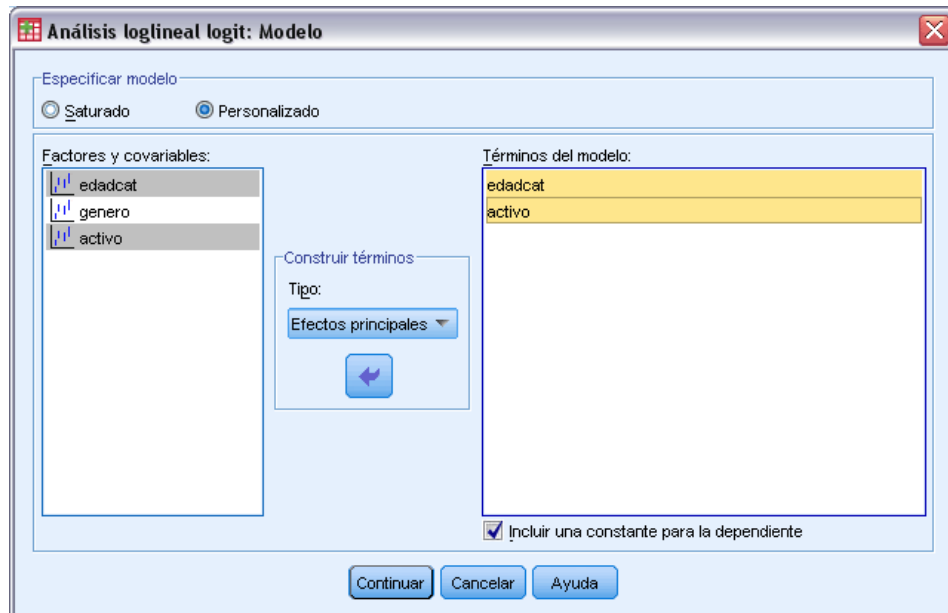 Análisis loglineal logit: Modelo
Especificar modelo
Saturado
Personalizado
Factores y covariables:
edadcat
genero
activo
Construir términos
Tipo:
Efectos principales
Términos del modelo:
edadcat
activo
Incluir una constante para la dependiente
Continuar
Cancelar
Ayuda